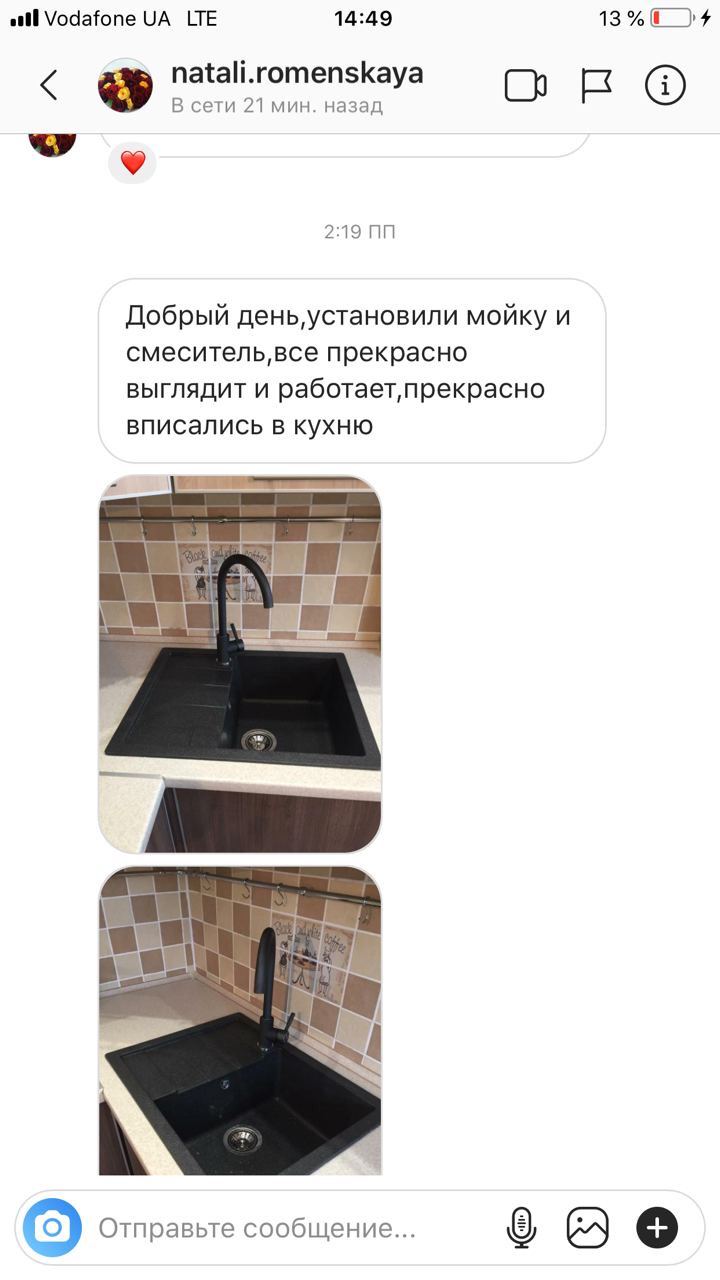 Vodafone UA LTE 14:49 13 %
natali.romenskaya
В сети 21 мин. назад
2:19 ПП
Добрый день,установили мойку и
смеситель,все прекрасно
выглядит и работает,прекрасно
вписались в кухню
Black and white coffee
Black and white coffee
Отправьте сообщение...